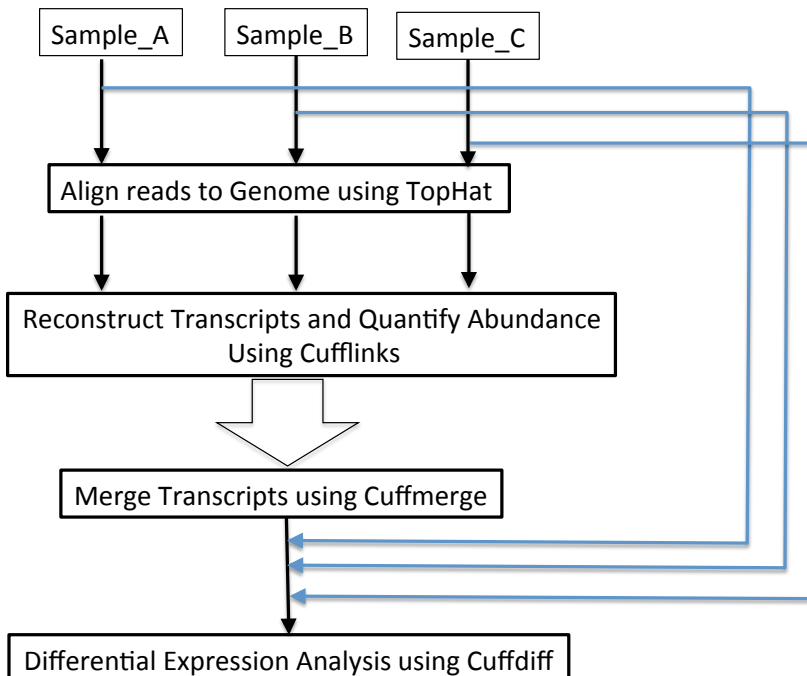 Sample_A
Sample_B
Sample_C
Align reads to Genome using TopHat
Reconstruct Transcripts and Quantify Abundance
Using Cufflinks
Merge Transcripts using Cuffmerge
Differential Expression Analysis using Cuffdiff